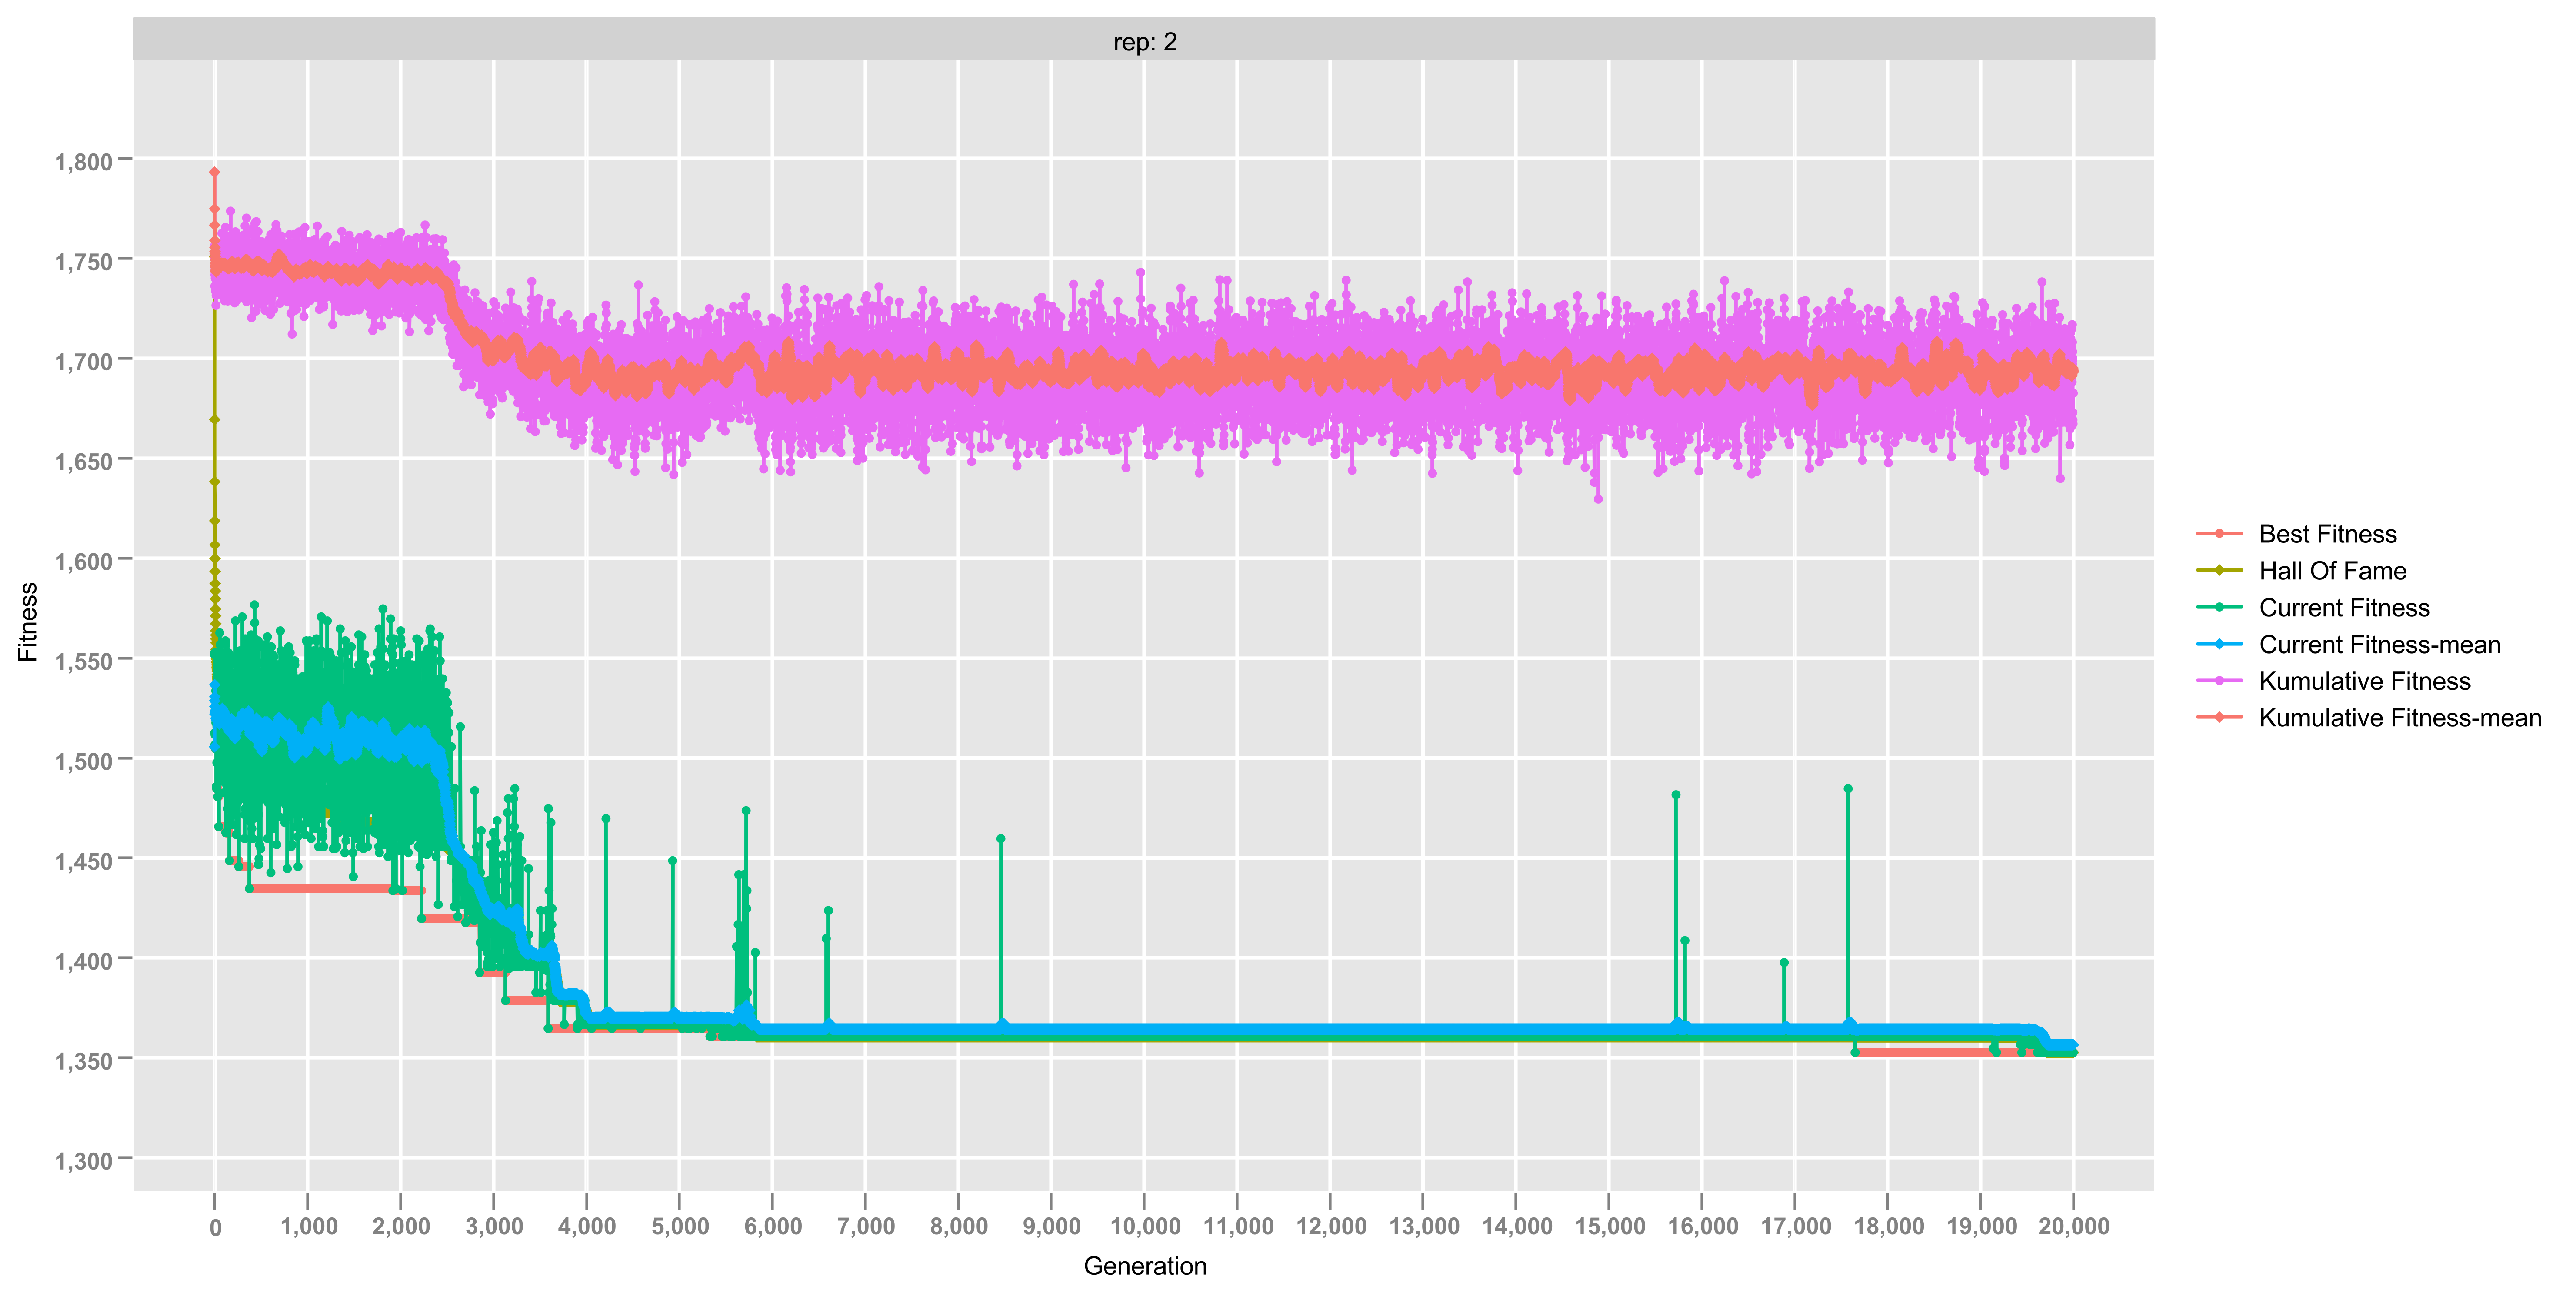 rep: 2
1,800
1,750
1,700
1,650
1,600
1,550
1,500
1,450
1,400
1,350
1,300
Fitness
0 1,000 2,000 3,000 4,000 5,000 6,000 7,000 8,000 9,000 10,000 11,000 12,000 13,000 14,000 15,000 16,000 17,000 18,000 19,000 20,000
Generation
Best Fitness
Hall Of Fame
Current Fitness
Current Fitness-mean
Kumulative Fitness
Kumulative Fitness-mean